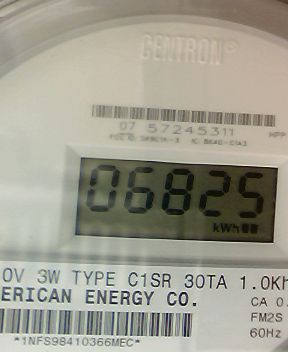 CENTRON®
07 57245311
06825
kWh
0V 3W TYPE C1SR 30TA 1.0Kh
ERICAN ENERGY CO.
CA 0.
FM2S
60Hz
*1NFS98410366MEC*